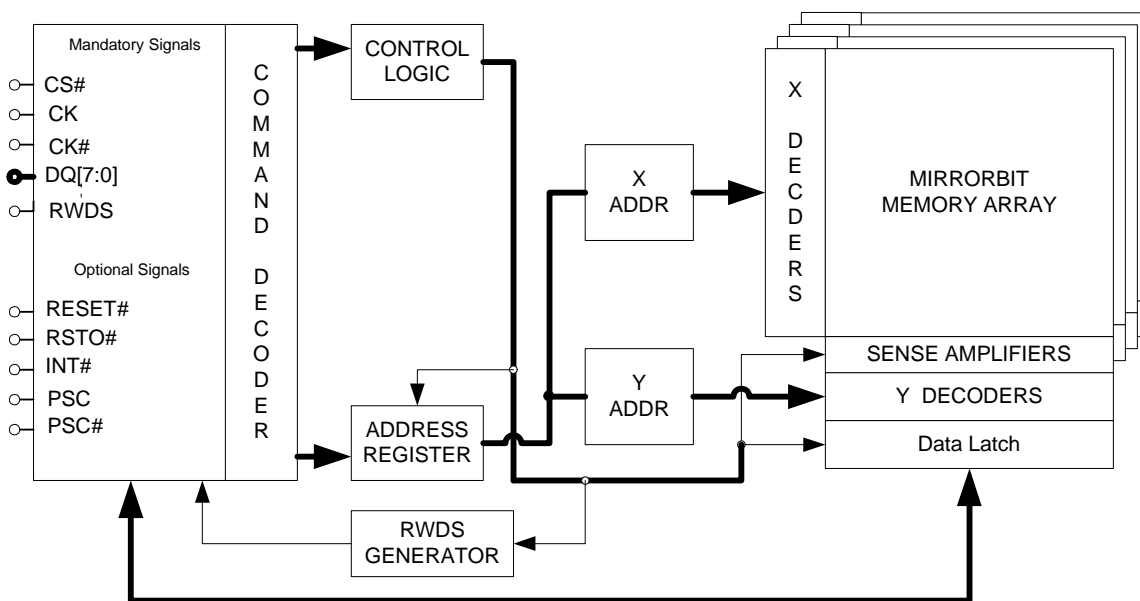 Mandatory Signals
CS#
CK
CK#
DQ[7:0]
RWDS
Optional Signals
RESET#
RSTO#
INT#
PSC
PSC#
COMMAND DECODER
CONTROL
LOGIC
ADDRESS
REGISTER
RWDS
GENERATOR
X
ADDR
Y
ADDR
X DECDERS
MIRRORBIT
MEMORY ARRAY
SENSE AMPLIFIERS
Y DECODERS
Data Latch